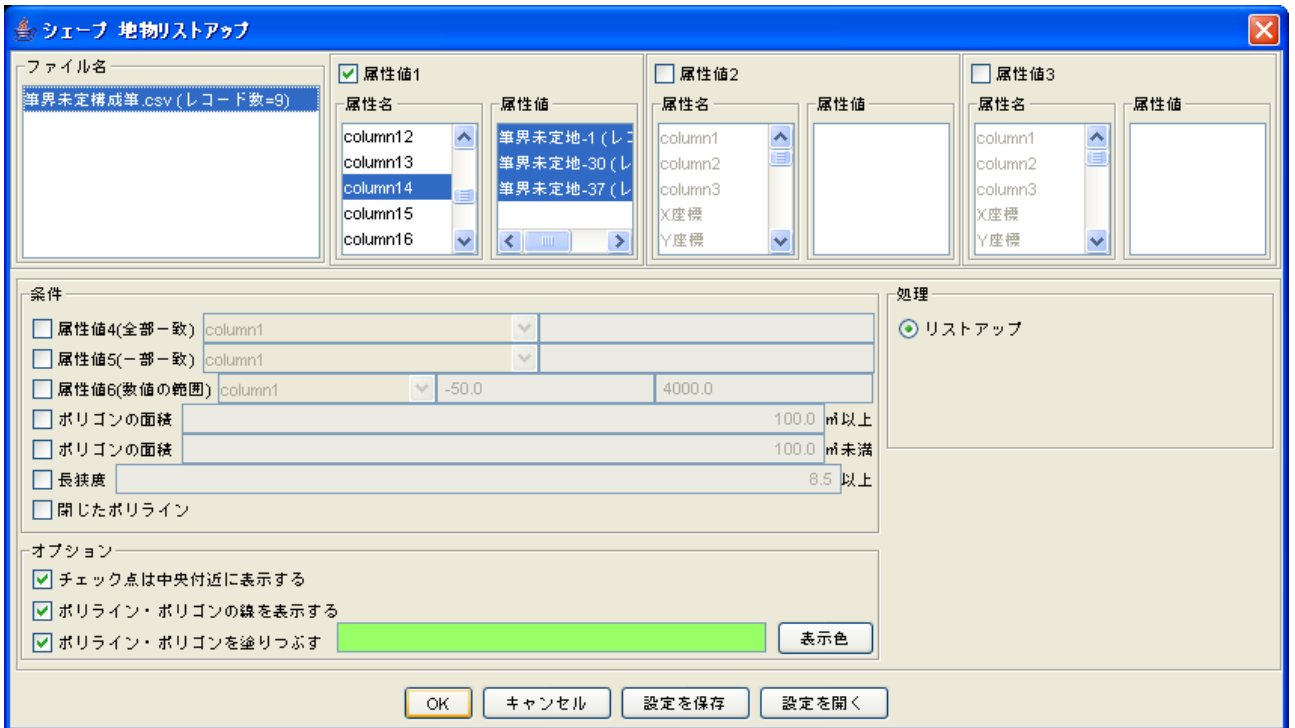 シェープ 地物リストアップ
ファイル名
筆界未定構成筆.csv (レコード数=9)
属性値1
属性名
column12
column13
column14
column15
column16
属性値
筆界未定地-1 (レコ
筆界未定地-30 (レ
筆界未定地-37 (レ
属性値2
属性名
column1
column2
column3
X座標
Y座標
属性値
属性値3
属性名
column1
column2
column3
X座標
Y座標
属性値
条件
属性値4(全部一致) column1
属性値5(一部一致) column1
属性値6(数値の範囲) column1 -50.0 4000.0
ポリゴンの面積 100.0 ㎡以上
ポリゴンの面積 100.0 ㎡未満
長狭度 8.5 以上
閉じたポリライン
処理
リストアップ
オプション
チェック点は中央付近に表示する
ポリライン・ポリゴンの線を表示する
ポリライン・ポリゴンを塗りつぶす 表示色
OK キャンセル 設定を保存 設定を開く